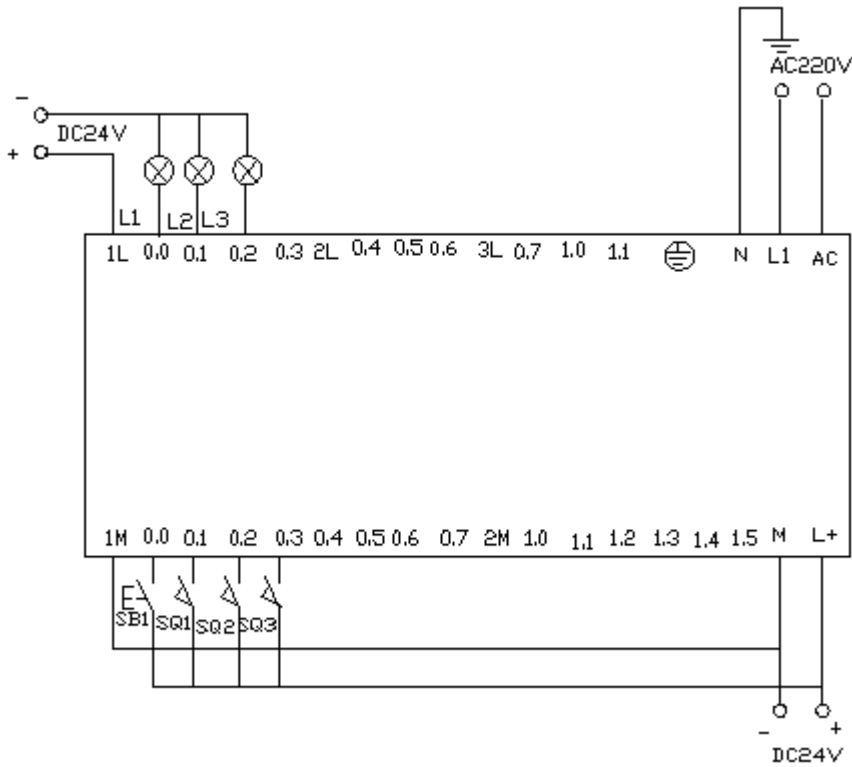 AC220V
-
DC24V
+
L1 L2 L3
1L 0.0 0.1 0.2 0.3 2L 0.4 0.5 0.6 3L 0.7 1.0 1.1 N L1 AC
1M 0.0 0.1 0.2 0.3 0.4 0.5 0.6 0.7 2M 1.0 1.1 1.2 1.3 1.4 1.5 M L+
SB1 SQ1 SQ2 SQ3
- +
DC24V